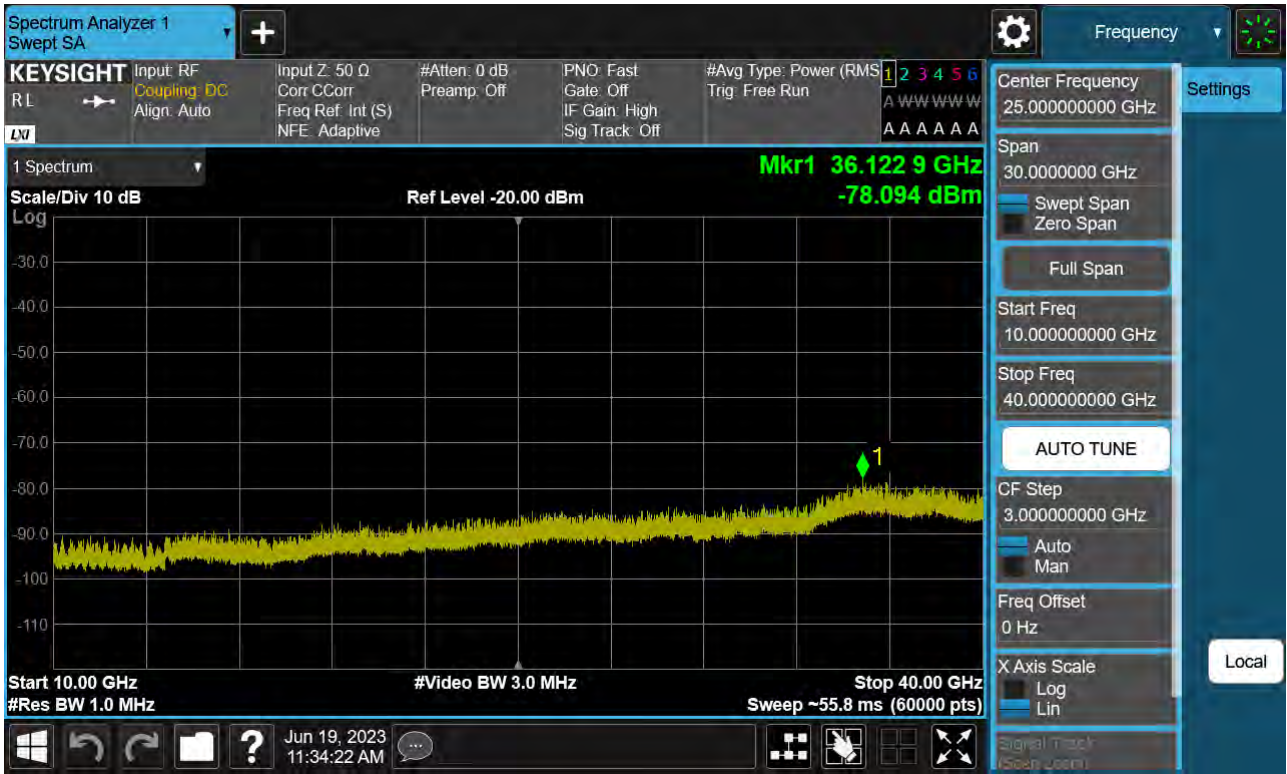 Spectrum Analyzer 1
Swept SA
Frequency
KEYSIGHT
RL
LXI
Input: RF
Coupling: DC
Align: Auto
Input Z: 50 Ω
Corr CCorr
Freq Ref: Int (S)
NFE: Adaptive
#Atten: 0 dB
Preamp: Off
PNO: Fast
Gate: Off
IF Gain: High
Sig Track: Off
#Avg Type: Power (RMS
Trig: Free Run
1 2 3 4 5 6
A W W W W W
A A A A A A
1 Spectrum
Scale/Div 10 dB
Log
Ref Level -20.00 dBm
Mkr1 36.122 9 GHz
-78.094 dBm
-30.0
-40.0
-50.0
-60.0
-70.0
1
-80.0
-90.0
-100
-110
Start 10.00 GHz
#Res BW 1.0 MHz
#Video BW 3.0 MHz
Stop 40.00 GHz
Sweep ~55.8 ms (60000 pts)
Center Frequency
25.000000000 GHz
Span
30.0000000 GHz
Swept Span
Zero Span
Full Span
Start Freq
10.000000000 GHz
Stop Freq
40.000000000 GHz
AUTO TUNE
CF Step
3.000000000 GHz
Auto
Man
Freq Offset
0 Hz
X Axis Scale
Log
Lin
Signal Track
(Span Zoom)
Settings
Local
?
Jun 19, 2023
11:34:22 AM